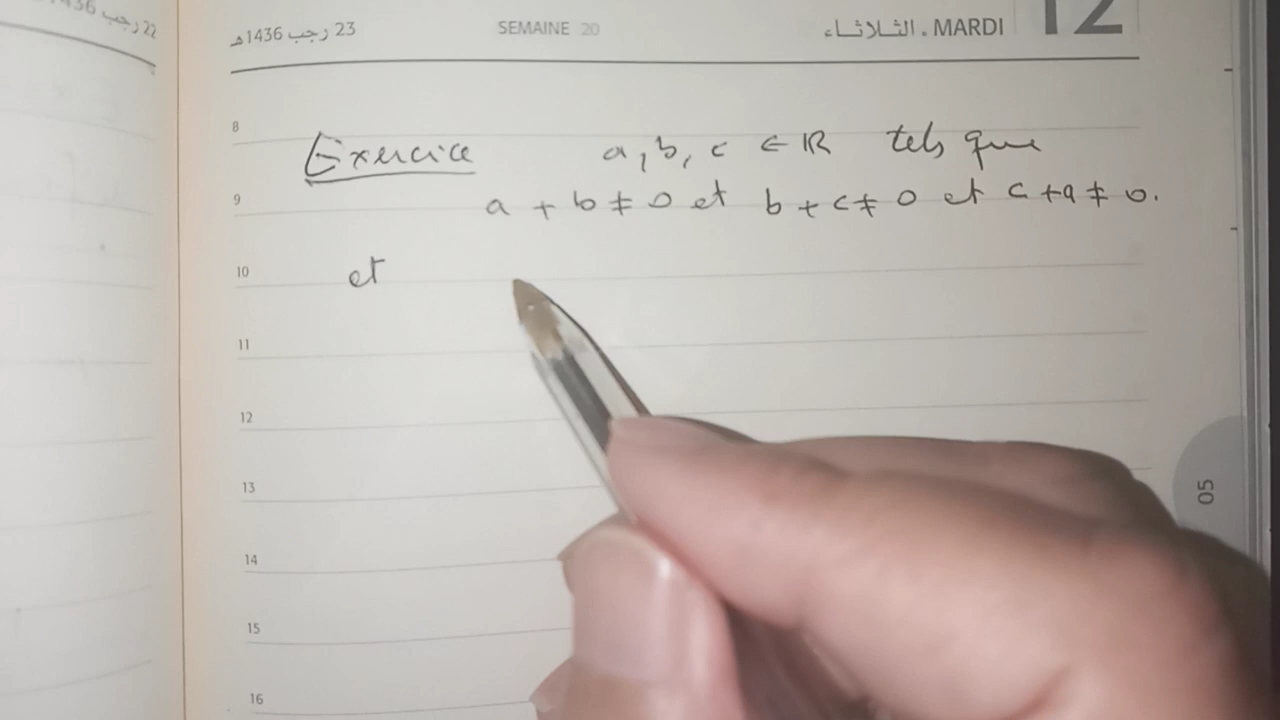 22 رجب 1436
23 رجب 1436هـ SEMAINE 20 الثلاثاء . MARDI 12
8
Exercice a, b, c ∈ ℝ tels que
9
a + b ≠ 0 et b + c ≠ 0 et c + a ≠ 0.
10
et
11
12
13
05
14
15
16